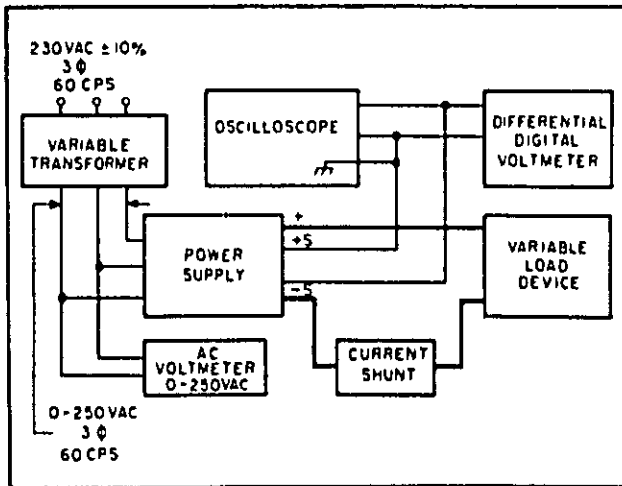 230VAC ±10%
3 ϕ
60 CPS
VARIABLE
TRANSFORMER
OSCILLOSCOPE
DIFFERENTIAL
DIGITAL
VOLTMETER
POWER
SUPPLY
+
+S
-S
VARIABLE
LOAD
DEVICE
AC
VOLTMETER
0-250VAC
CURRENT
SHUNT
0-250VAC
3 ϕ
60 CPS